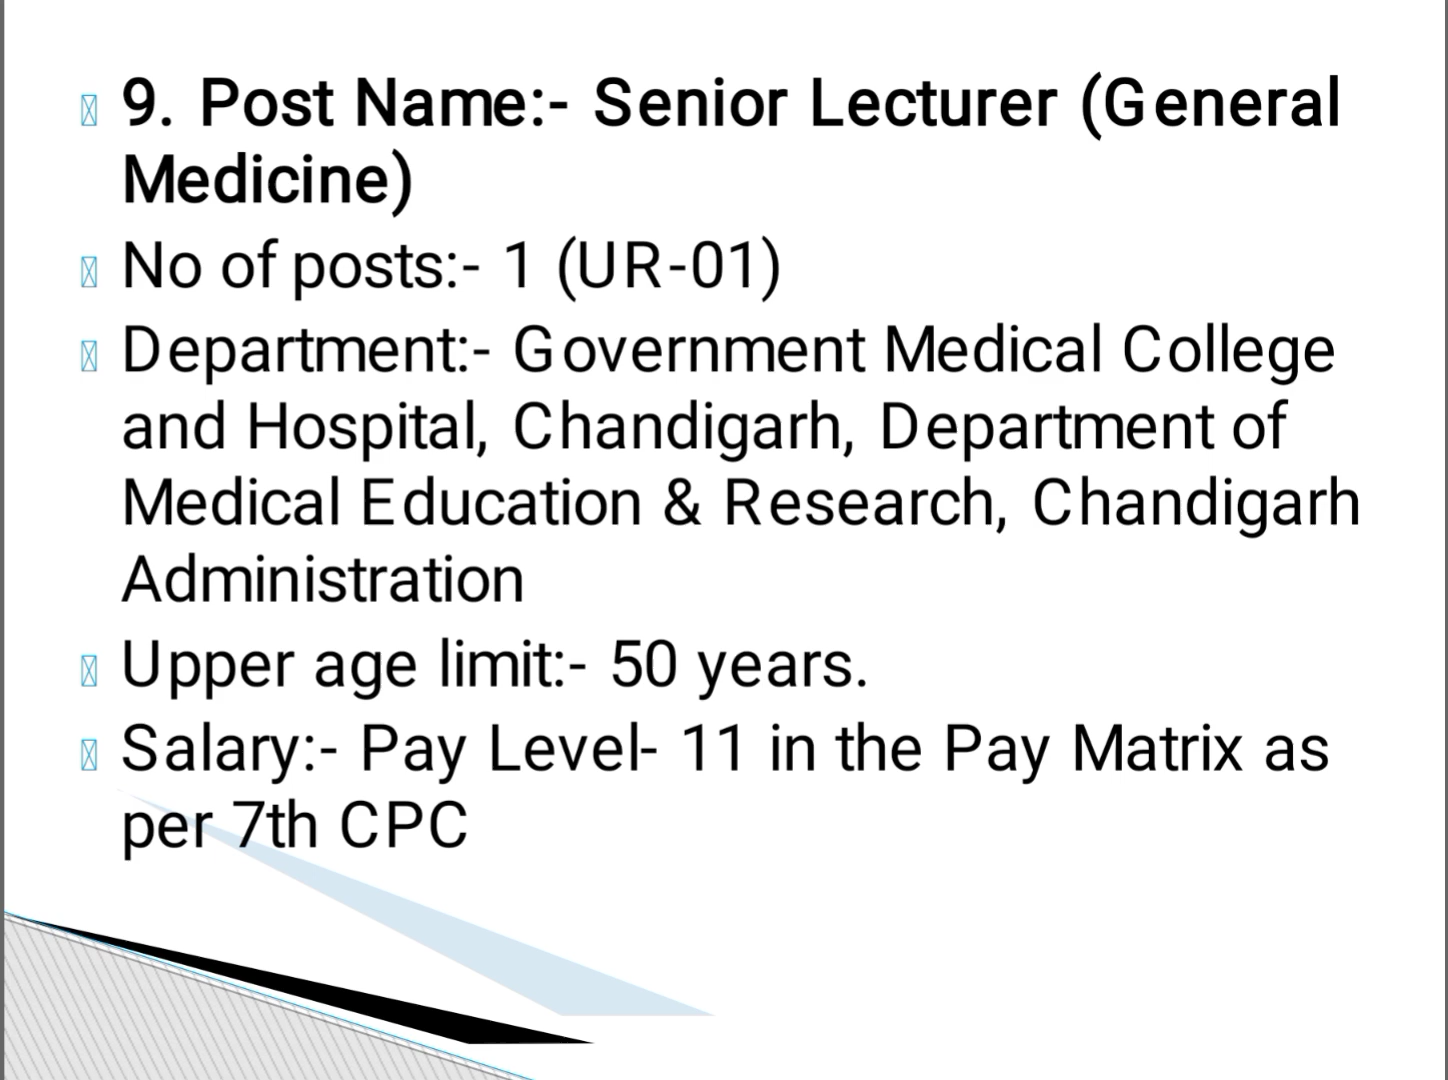 9. Post Name:- Senior Lecturer (General
Medicine)
No of posts:- 1 (UR-01)
Department:- Government Medical College
and Hospital, Chandigarh, Department of
Medical Education & Research, Chandigarh
Administration
Upper age limit:- 50 years.
Salary:- Pay Level- 11 in the Pay Matrix as
per 7th CPC